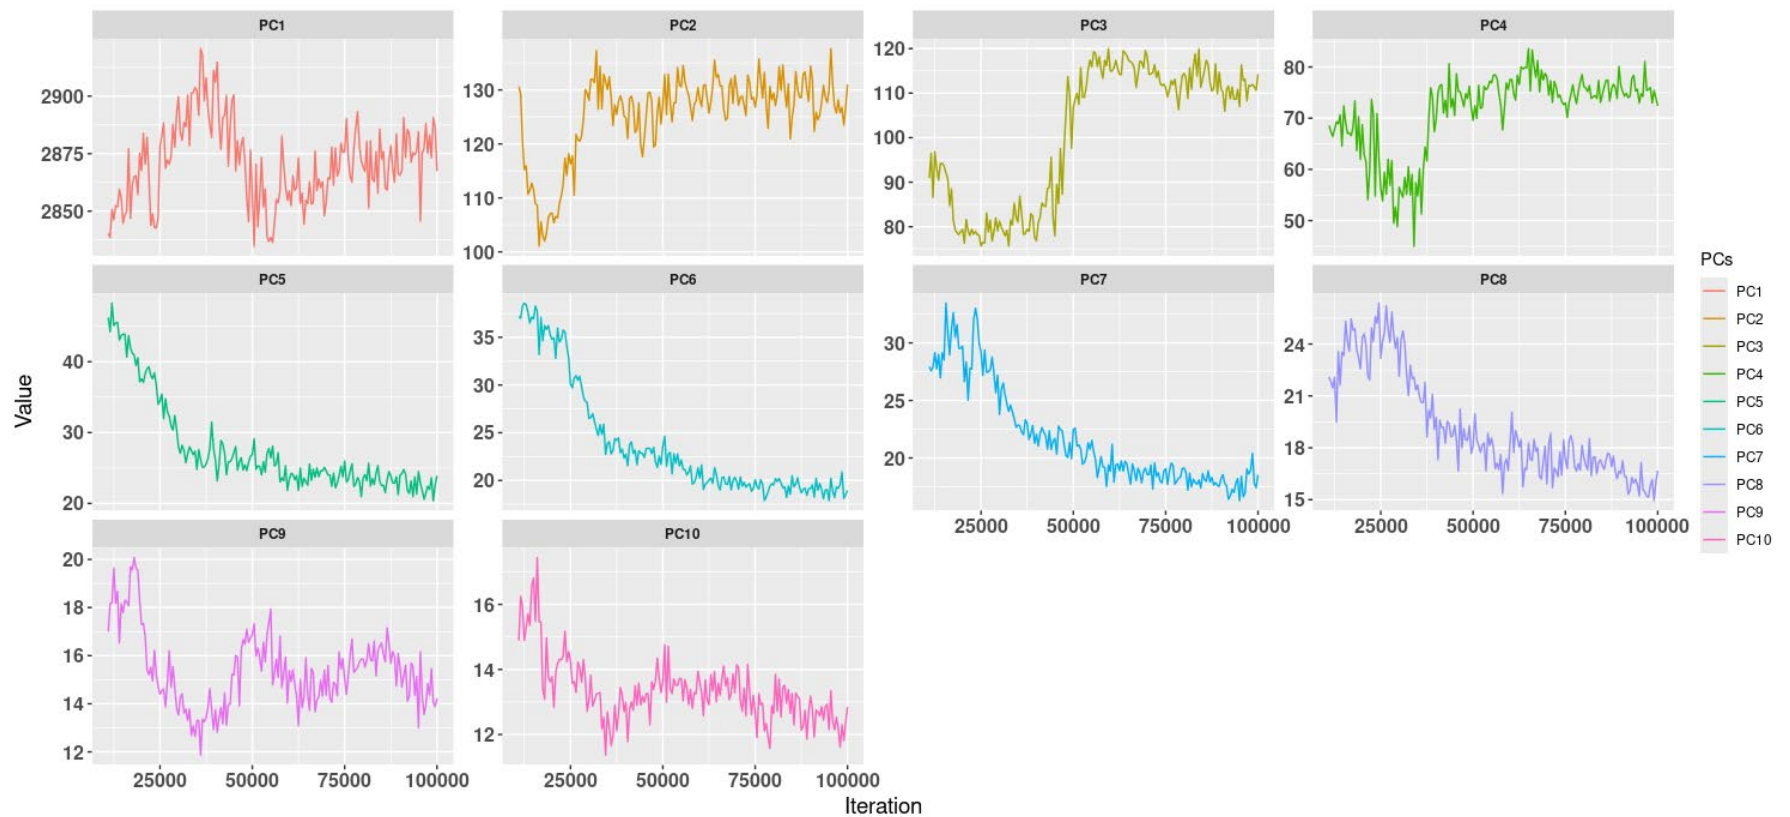 PC1
PC2
PC3
PC4
2900
2875
2850
130
120
110
100
120
110
100
90
80
80
70
60
50
PC5
PC6
PC7
PC8
40
30
20
35
30
25
20
30
25
20
24
21
18
15
25000 50000 75000 100000
25000 50000 75000 100000
PC9
PC10
20
18
16
14
12
16
14
12
25000 50000 75000 100000
25000 50000 75000 100000
Value
Iteration
PCs
PC1
PC2
PC3
PC4
PC5
PC6
PC7
PC8
PC9
PC10